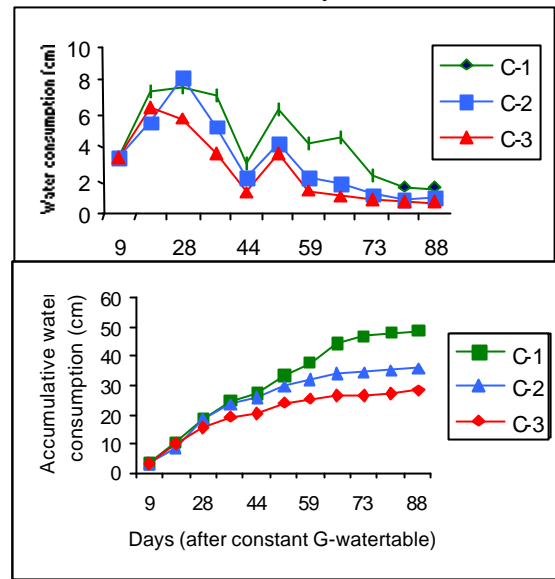 Water consumption (cm)
10
8
6
4
2
0
9 28 44 59 73 88
C-1
C-2
C-3
Accumulative water
consumption (cm)
60
50
40
30
20
10
0
9 28 44 59 73 88
Days (after constant G-watertable)
C-1
C-2
C-3